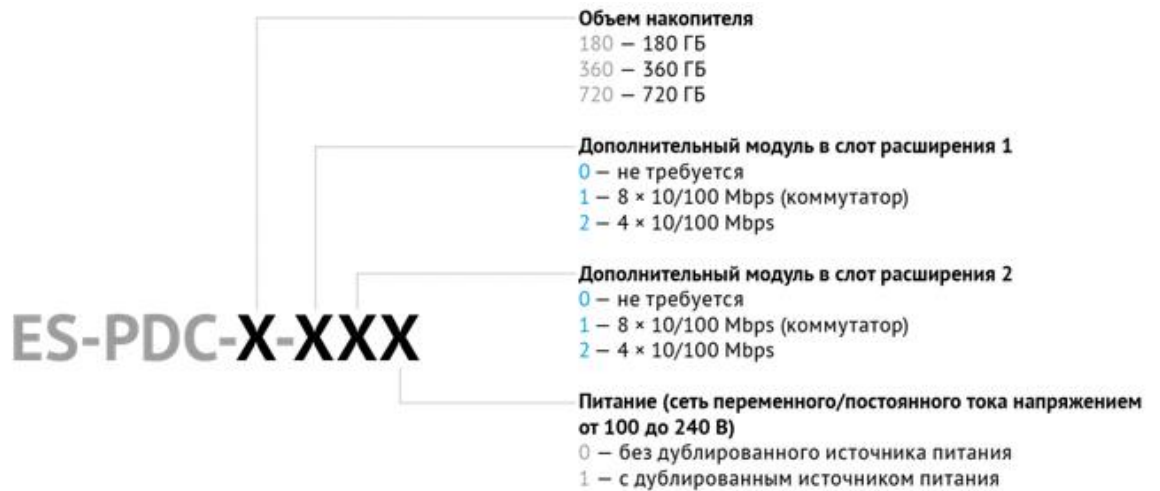 Объем накопителя
180 — 180 ГБ
360 — 360 ГБ
720 — 720 ГБ
Дополнительный модуль в слот расширения 1
0 — не требуется
1 — 8 × 10/100 Mbps (коммутатор)
2 — 4 × 10/100 Mbps
Дополнительный модуль в слот расширения 2
0 — не требуется
1 — 8 × 10/100 Mbps (коммутатор)
2 — 4 × 10/100 Mbps
ES-PDC-X-XXX
Питание (сеть переменного/постоянного тока напряжением
от 100 до 240 В)
0 — без дублированного источника питания
1 — с дублированным источником питания